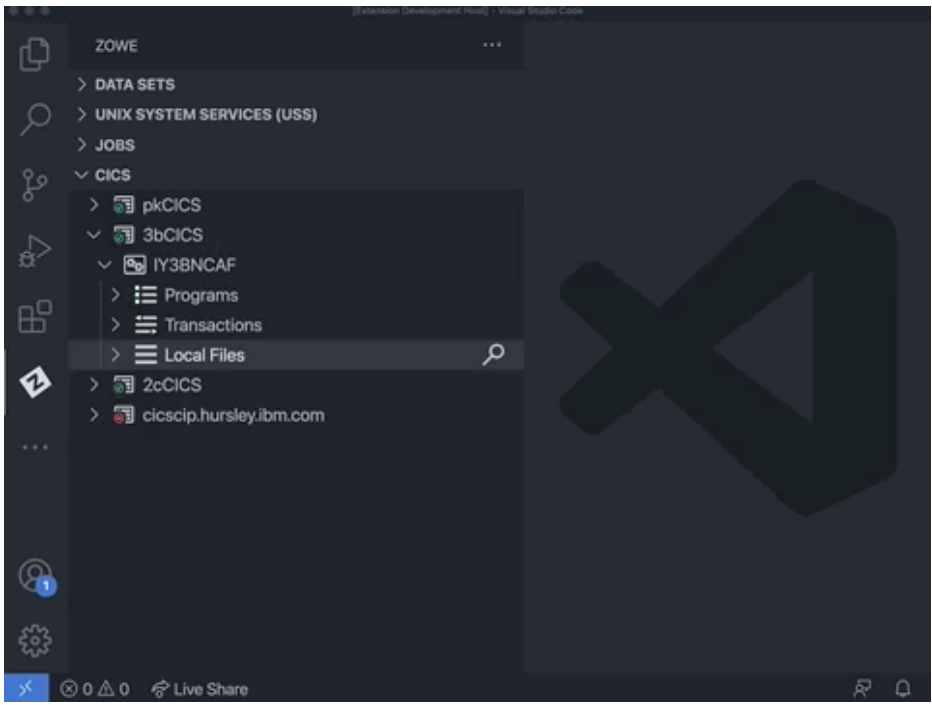 [Extension Development Host] - Visual Studio Code
ZOWE
DATA SETS
UNIX SYSTEM SERVICES (USS)
JOBS
CICS
pkCICS
3bCICS
IY3BNCAF
Programs
Transactions
Local Files
2cCICS
cicscip.hursley.ibm.com
1
0 0 Live Share